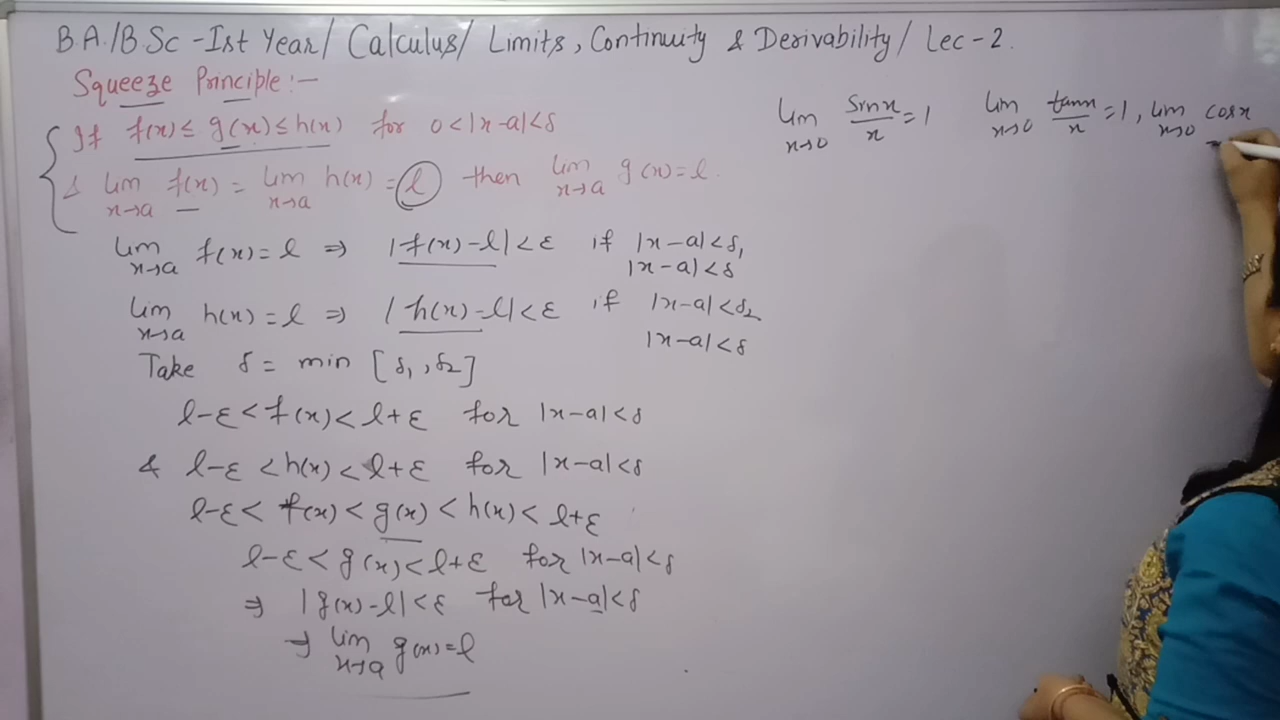 B.A./B.Sc - Ist Year/ Calculus/ Limits, Continuity & Derivability/ Lec-2.
Squeeze Principle :-
If f(x) ≤ g(x) ≤ h(x) for 0<|x-a|<δ
& lim x→a f(x) = lim x→a h(x) = l then lim x→a g(x) = l.
lim x→a f(x) = l ⇒ |f(x)-l|<ε if |x-a|<δ1
|x-a|<δ
lim x→a h(x) = l ⇒ |h(x)-l|<ε if |x-a|<δ2
|x-a|<δ
Take δ = min [δ1, δ2]
l-ε < f(x) < l+ε for |x-a|<δ
& l-ε < h(x) < l+ε for |x-a|<δ
l-ε < f(x) < g(x) < h(x) < l+ε
l-ε < g(x) < l+ε for |x-a|<δ
⇒ |g(x)-l|<ε for |x-a|<δ
⇒ lim x→a g(x) = l
lim x→0 sinx/x = 1 lim x→0 tanx/x = 1, lim x→0 cosx